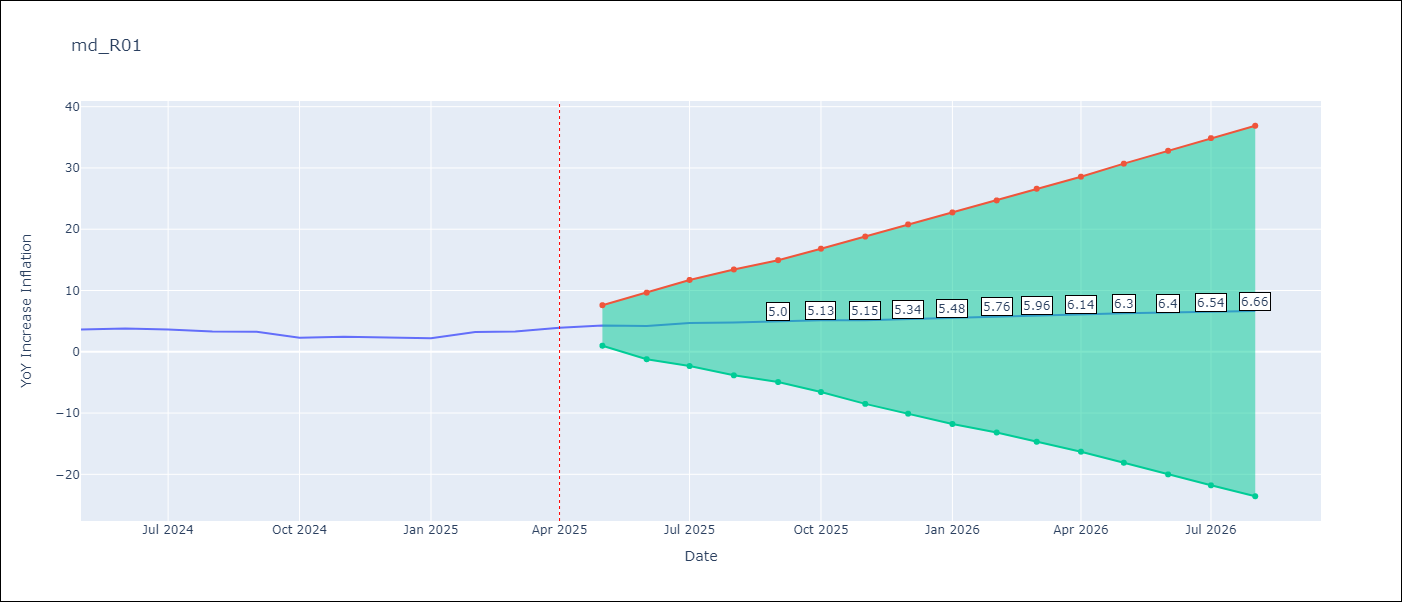 md_R01
40
30
20
10
0
−10
−20
YoY Increase Inflation
5.0 5.13 5.15 5.34 5.48 5.76 5.96 6.14 6.3 6.4 6.54 6.66
Jul 2024 Oct 2024 Jan 2025 Apr 2025 Jul 2025 Oct 2025 Jan 2026 Apr 2026 Jul 2026
Date